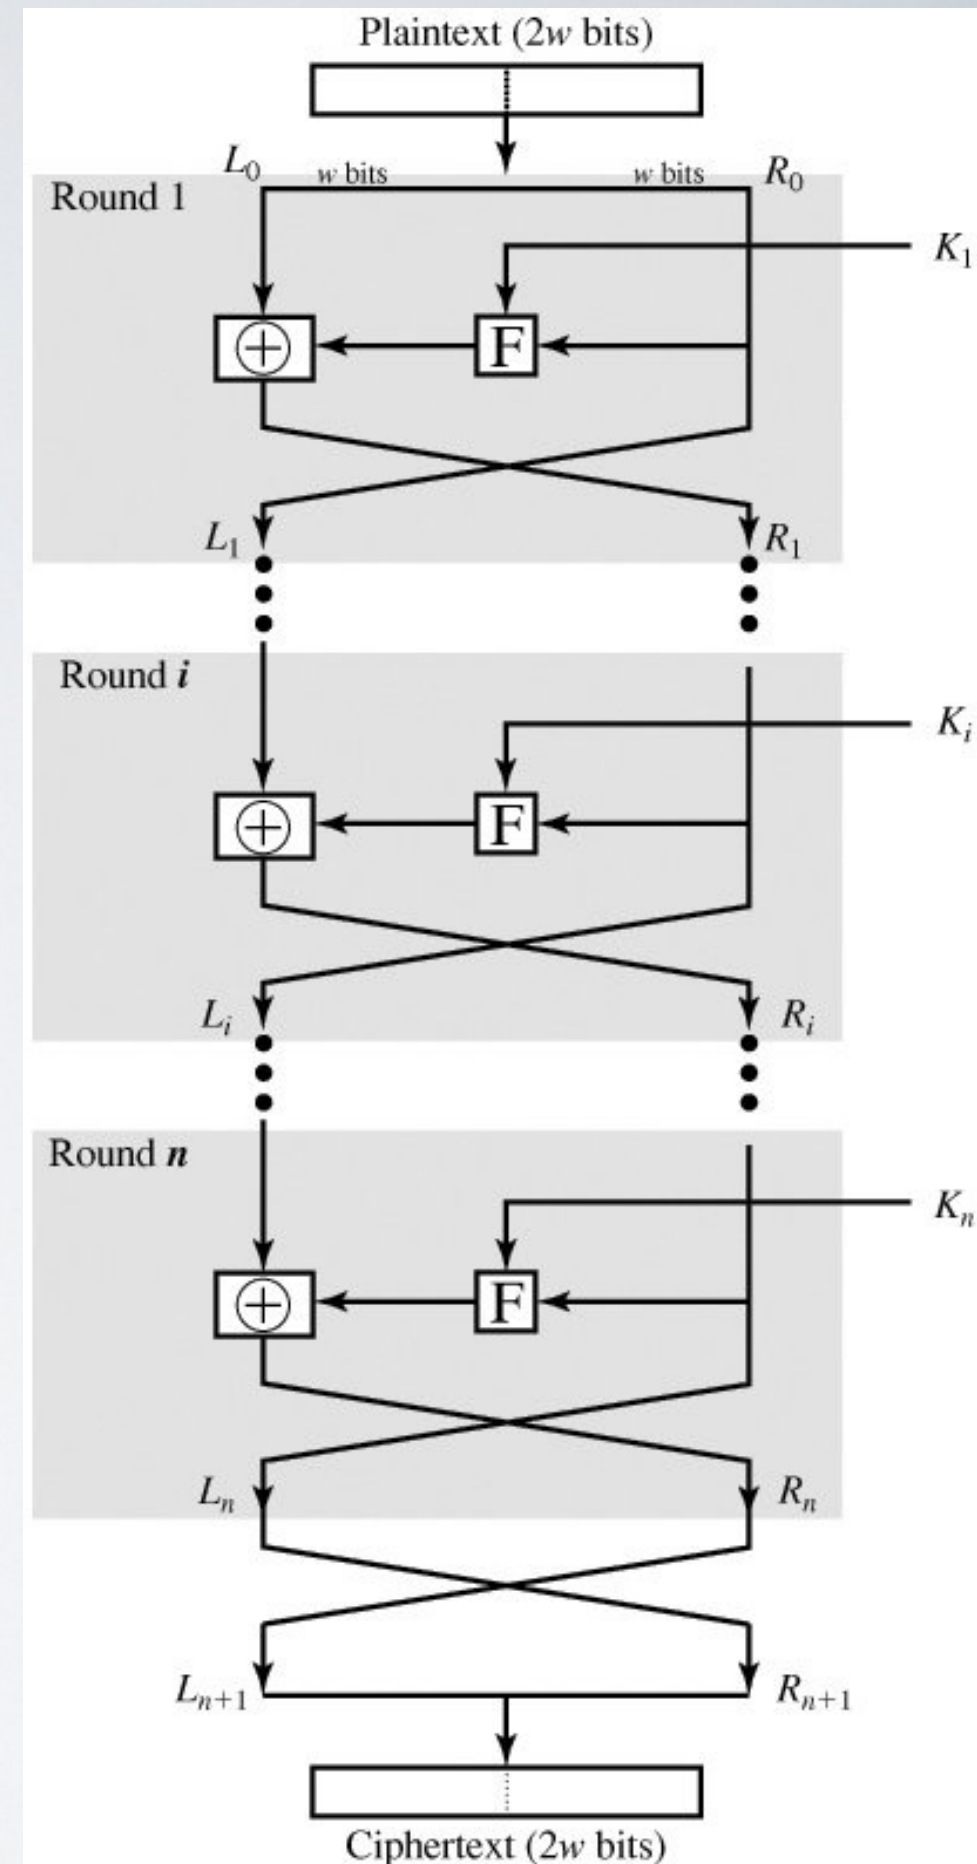 Plaintext (2w bits)
L₀ w bits w bits R₀
Round 1
K₁
⊕ F
L₁ R₁
Round i
Kᵢ
⊕ F
Lᵢ Rᵢ
Round n
Kₙ
⊕ F
Lₙ Rₙ
Lₙ₊₁ Rₙ₊₁
Ciphertext (2w bits)